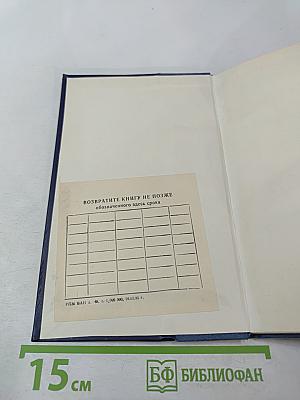 ВОЗВРАТИТЕ КНИГУ НЕ ПОЗЖЕ
обозначенного здесь срока
15 см
БФ БИБЛИОФАН